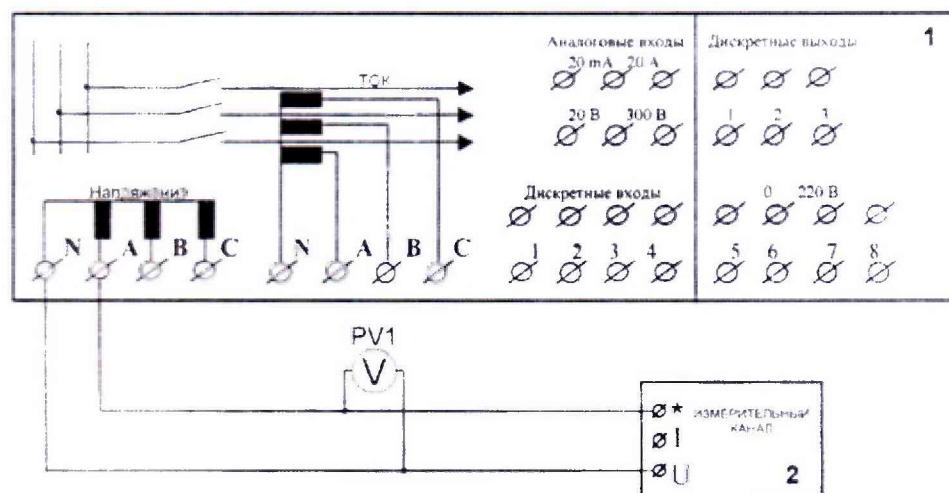 Аналоговые входы
Дискретные выходы
1
20 mA 20 А
ТОК
20 В 300 В
1 2 3
Напряжение
Дискретные входы
0 220 В
N A B C
N A B C
1 2 3 4
5 6 7 8
PV1
V
* ИЗМЕРИТЕЛЬНЫЙ
КАНАЛ
I
U
2